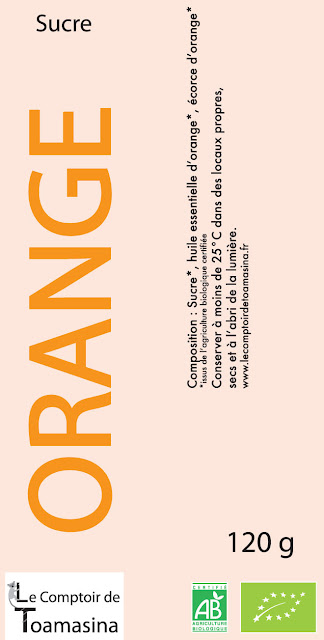 Sucre
ORANGE
Composition : Sucre*, huile essentielle d'orange*, écorce d'orange*
*issus de l'agriculture biologique certifiée
Conserver à moins de 25°C dans des locaux propres,
secs et à l'abri de la lumière.
www.lecomptoirdetoamasina.fr
120 g
Le Comptoir de
Toamasina
CERTIFIÉ
AB
AGRICULTURE
BIOLOGIQUE